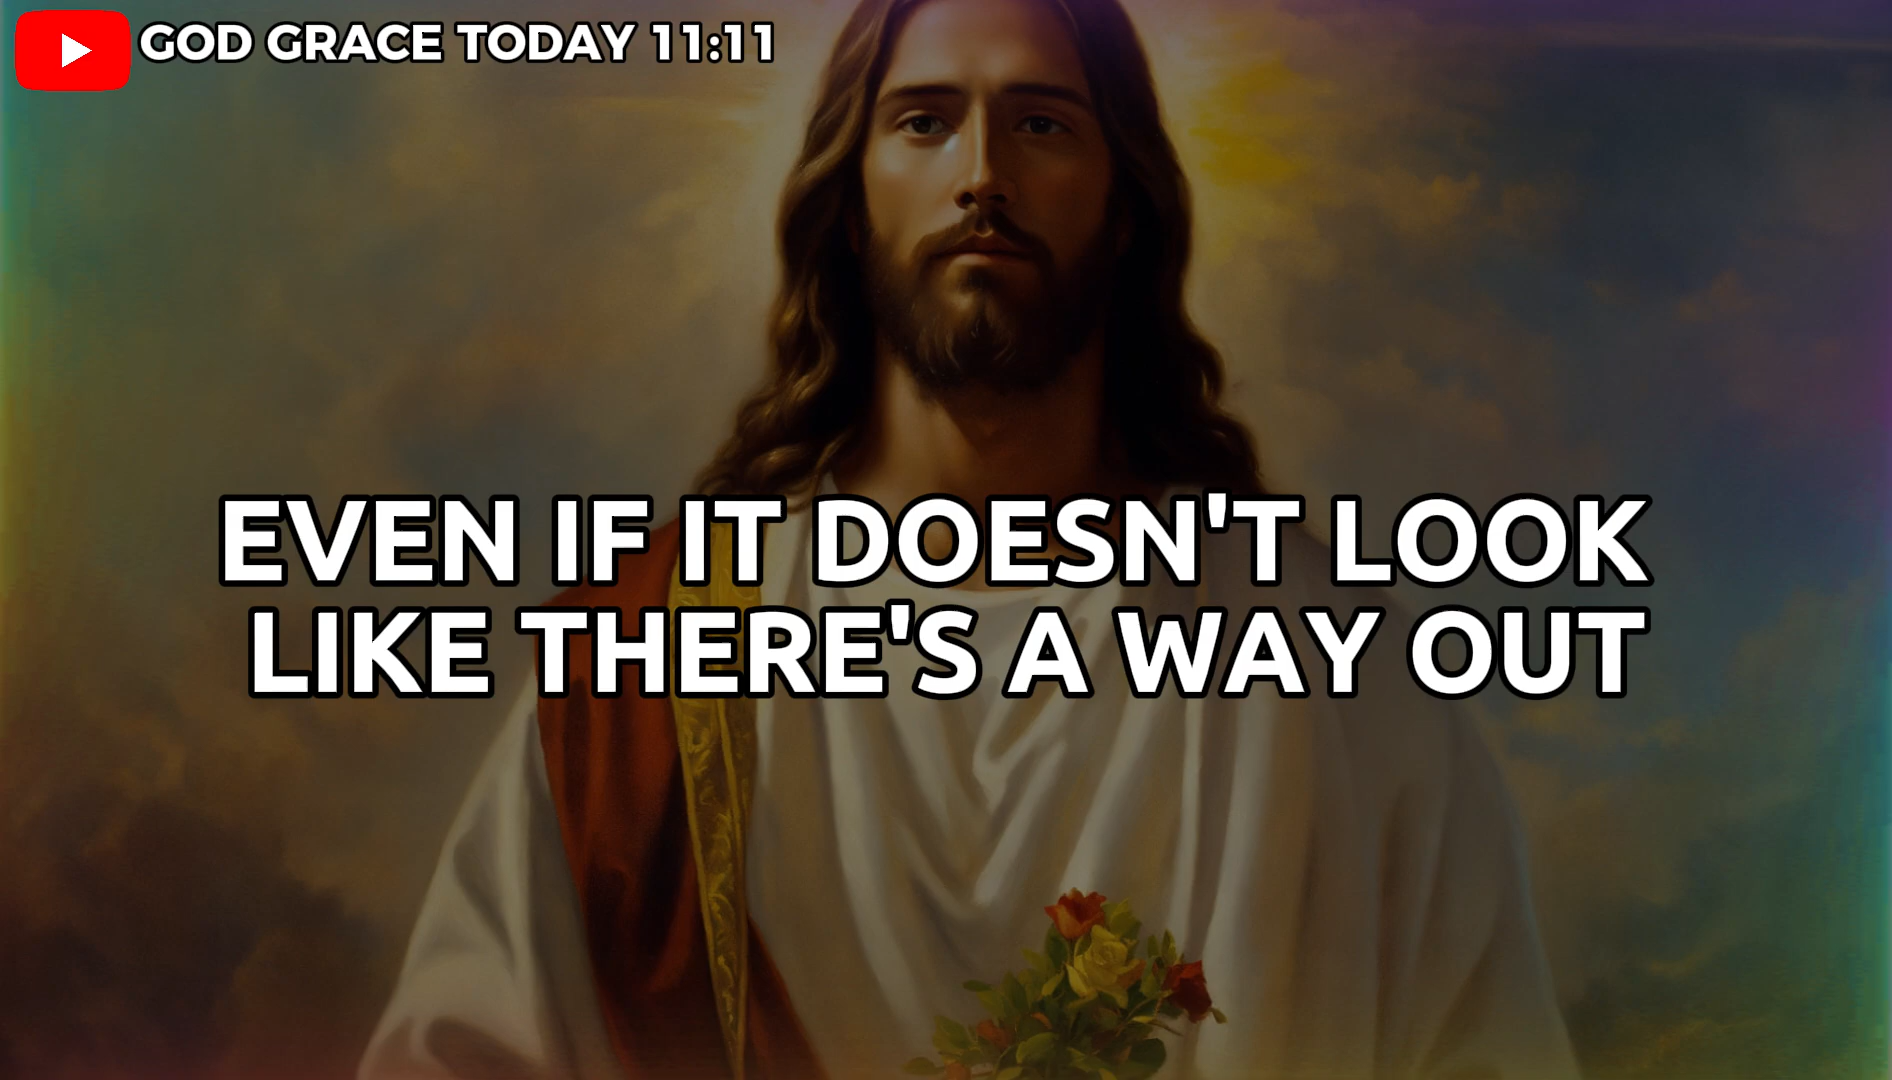 GOD GRACE TODAY 11:11
EVEN IF IT DOESN'T LOOK
LIKE THERE'S A WAY OUT